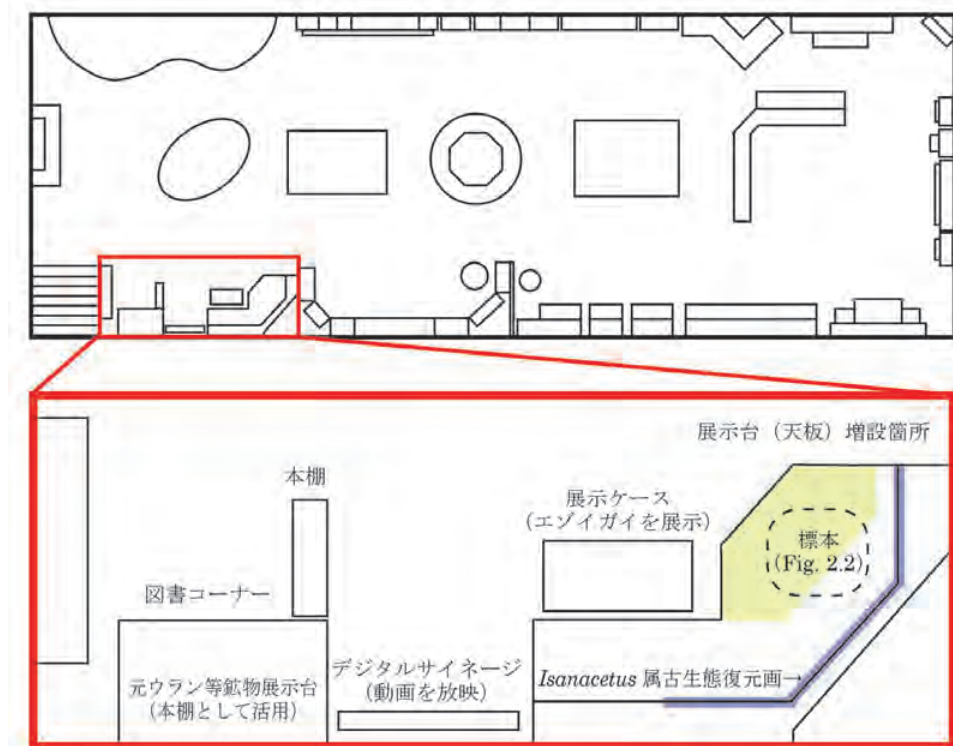 展示台（天板）増設箇所
本棚
展示ケース
(エゾイガイを展示)
標本
(Fig. 2.2)
図書コーナー
デジタルサイネージ
(動画を放映)
元ウラン等鉱物展示台
(本棚として活用)
Isanacetus 属古生態復元画→